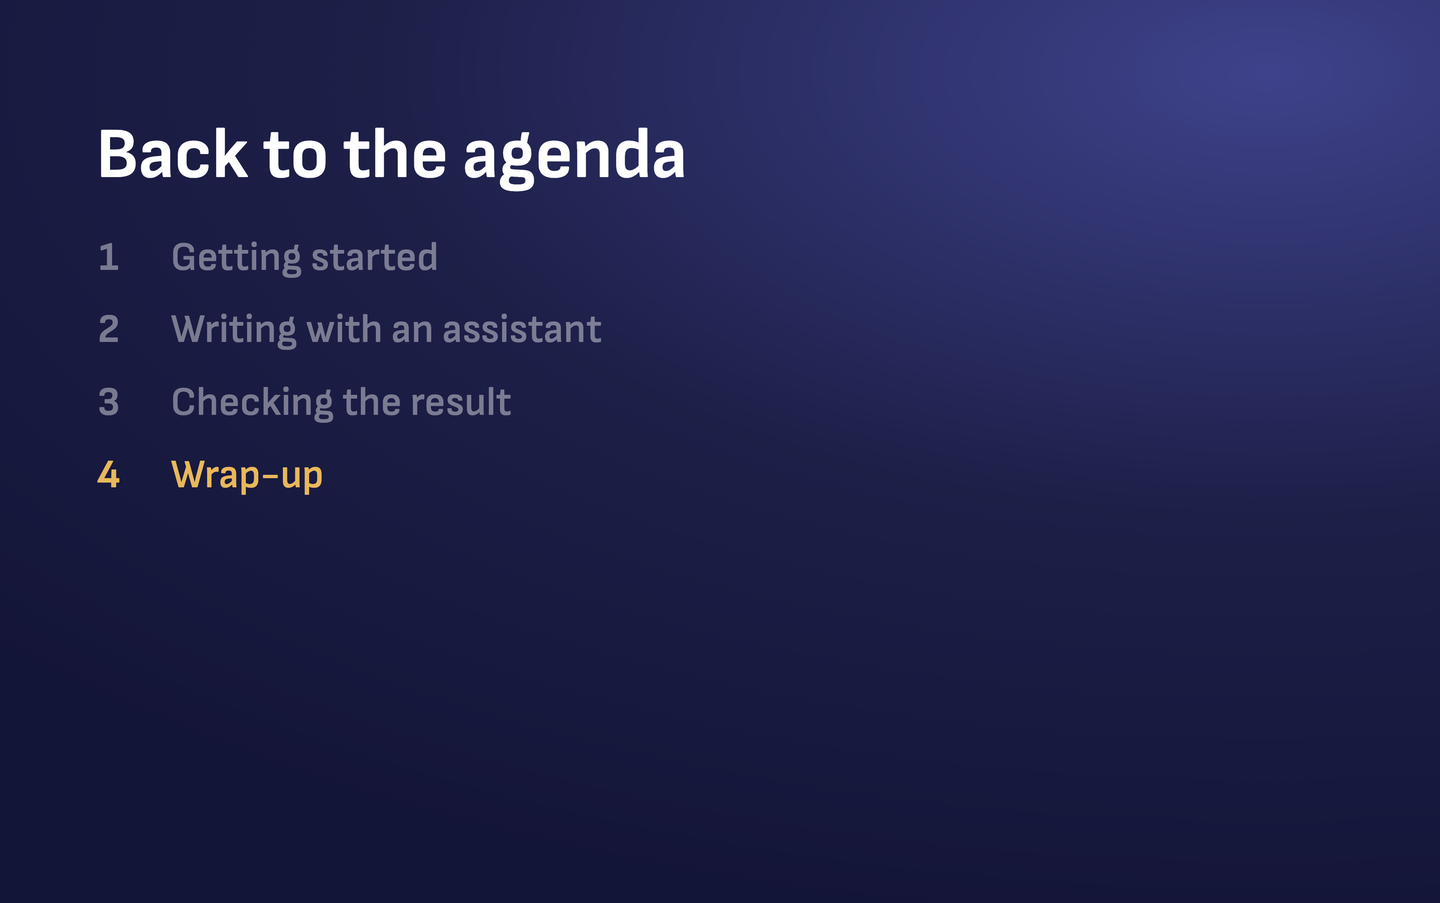 Back to the agenda
1 Getting started
2 Writing with an assistant
3 Checking the result
4 Wrap-up